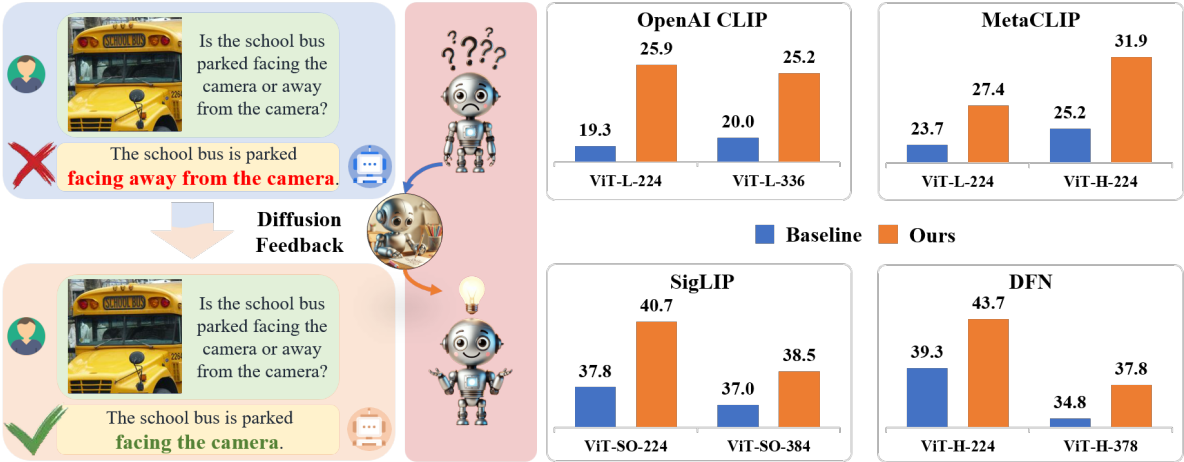 SCHOOL BUS
Is the school bus
parked facing the
camera or away
from the camera?
The school bus is parked
facing away from the camera.
Diffusion
Feedback
SCHOOL BUS
Is the school bus
parked facing the
camera or away
from the camera?
The school bus is parked
facing the camera.
? ? ? ? ?
OpenAI CLIP
19.3
25.9
20.0
25.2
ViT-L-224
ViT-L-336
MetaCLIP
23.7
27.4
25.2
31.9
ViT-L-224
ViT-H-224
Baseline
Ours
SigLIP
37.8
40.7
37.0
38.5
ViT-SO-224
ViT-SO-384
DFN
39.3
43.7
34.8
37.8
ViT-H-224
ViT-H-378